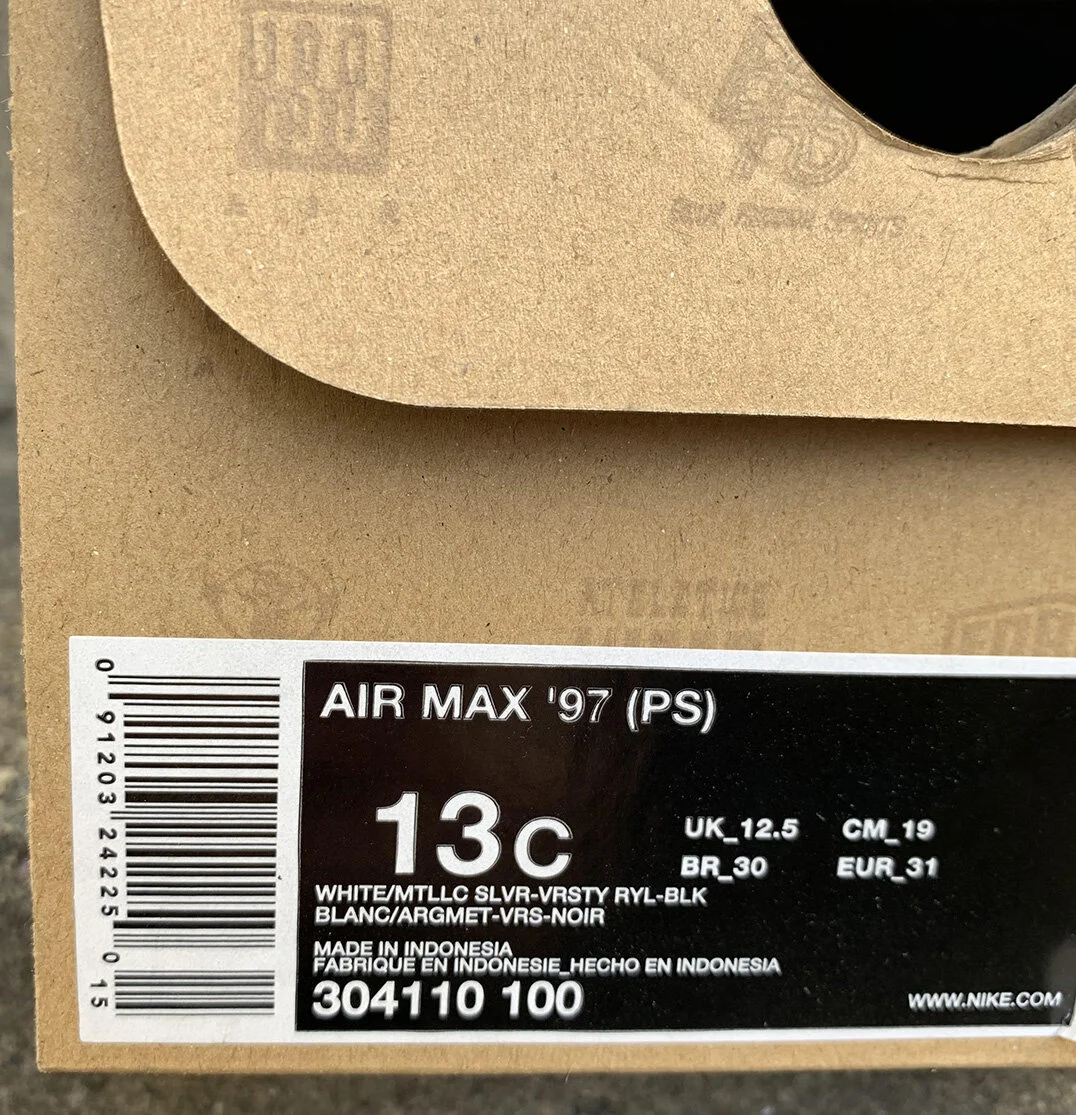 AIR MAX '97 (PS)
13C
UK_12.5 CM_19
BR_30 EUR_31
WHITE/MTLLC SLVR-VRSTY RYL-BLK
BLANC/ARGMET-VRS-NOIR
MADE IN INDONESIA
FABRIQUE EN INDONESIE_HECHO EN INDONESIA
304110 100
WWW.NIKE.COM
0 91203 24225 0 15